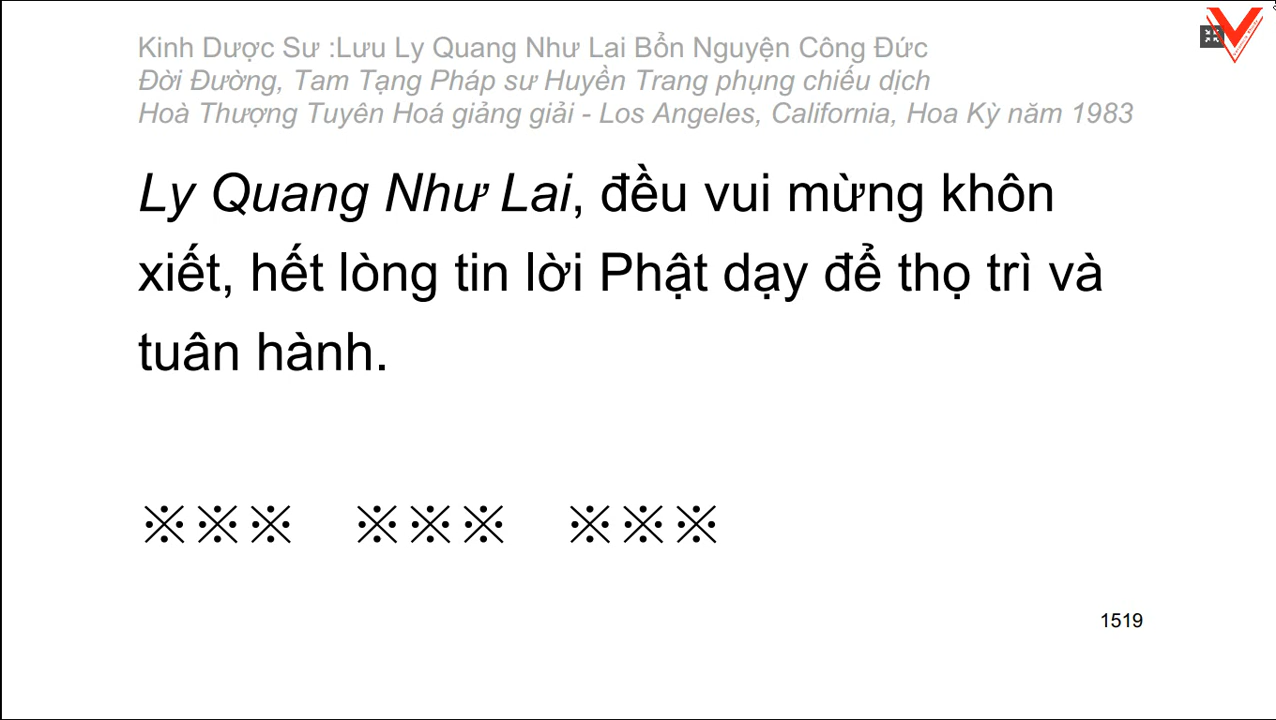 Kinh Dược Sư :Lưu Ly Quang Như Lai Bổn Nguyện Công Đức
Đời Đường, Tam Tạng Pháp sư Huyền Trang phụng chiếu dịch
Hoà Thượng Tuyên Hoá giảng giải - Los Angeles, California, Hoa Kỳ năm 1983
Ly Quang Như Lai, đều vui mừng khôn
xiết, hết lòng tin lời Phật dạy để thọ trì và
tuân hành.
※※※ ※※※ ※※※
1519